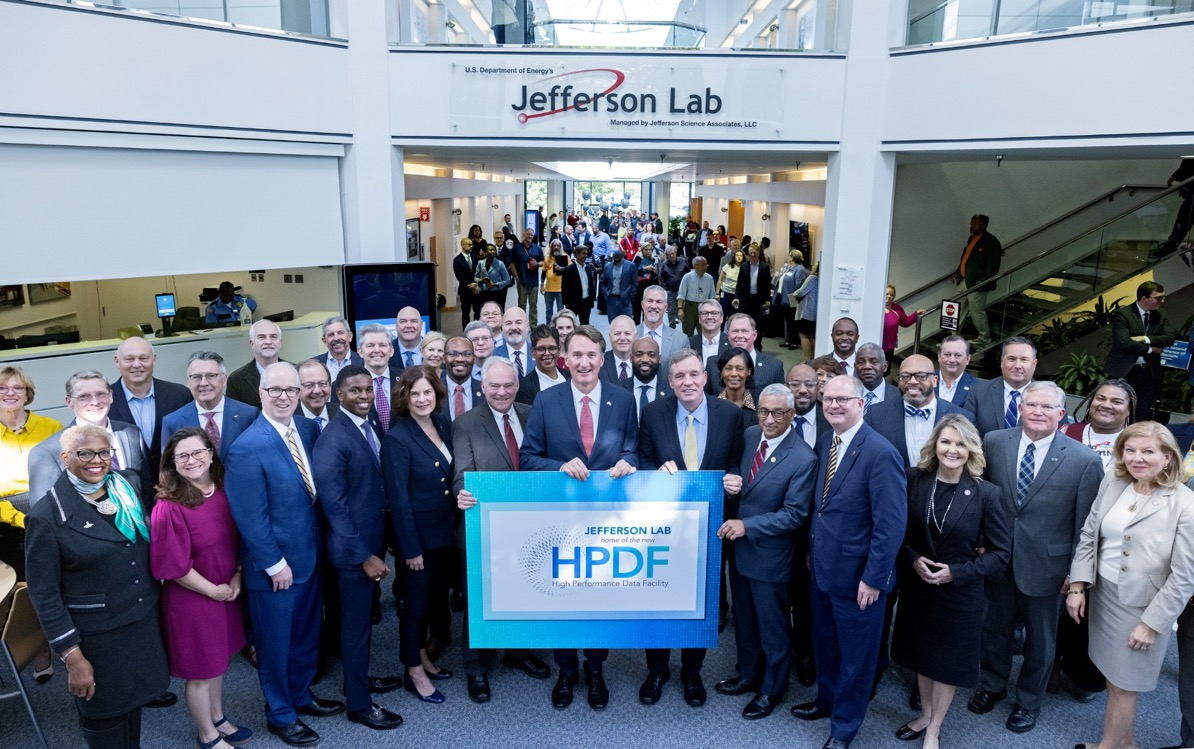 U.S. Department of Energy's
Jefferson Lab
Managed by Jefferson Science Associates, LLC
JEFFERSON LAB
home of the new
HPDF
High Performance Data Facility